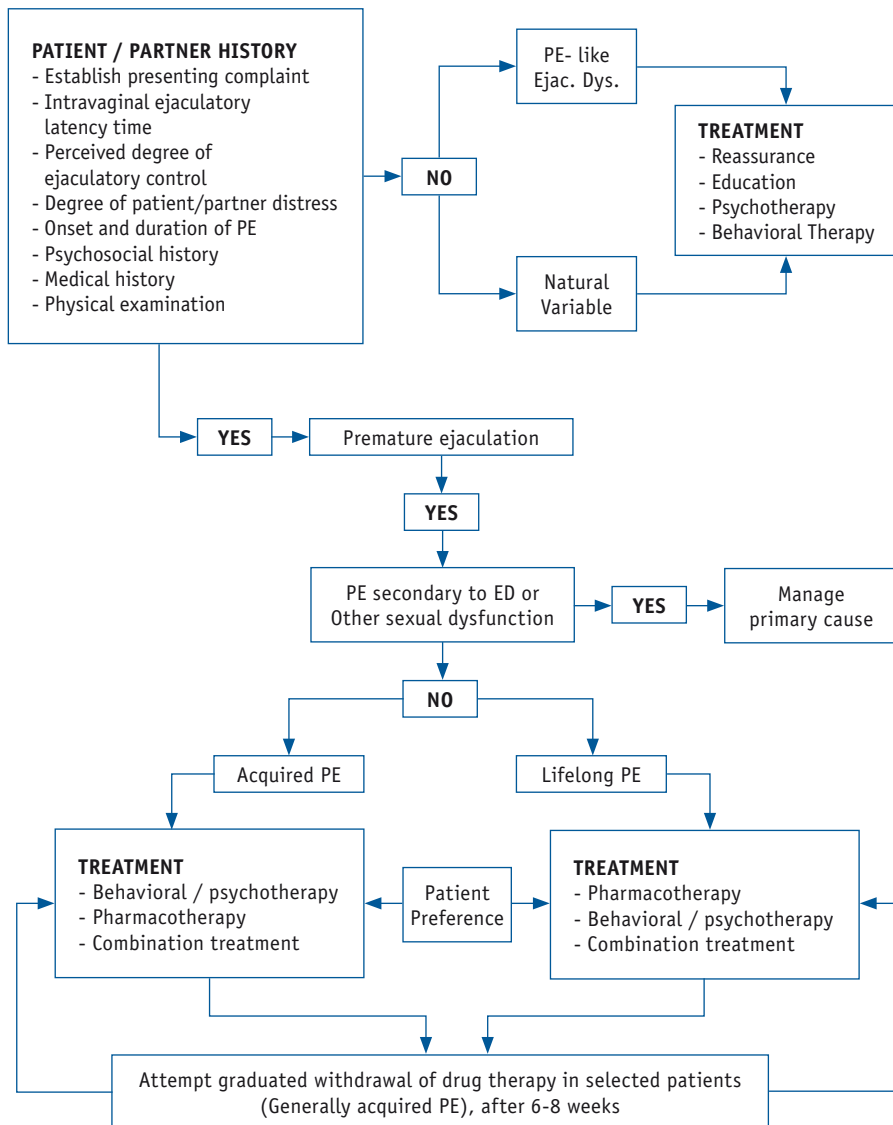 PATIENT / PARTNER HISTORY
- Establish presenting complaint
- Intravaginal ejaculatory
latency time
- Perceived degree of
ejaculatory control
- Degree of patient/partner distress
- Onset and duration of PE
- Psychosocial history
- Medical history
- Physical examination
NO
PE- like
Ejac. Dys.
Natural
Variable
TREATMENT
- Reassurance
- Education
- Psychotherapy
- Behavioral Therapy
YES
Premature ejaculation
YES
PE secondary to ED or
Other sexual dysfunction
YES
Manage
primary cause
NO
Acquired PE
Lifelong PE
TREATMENT
- Behavioral / psychotherapy
- Pharmacotherapy
- Combination treatment
Patient
Preference
TREATMENT
- Pharmacotherapy
- Behavioral / psychotherapy
- Combination treatment
Attempt graduated withdrawal of drug therapy in selected patients
(Generally acquired PE), after 6-8 weeks